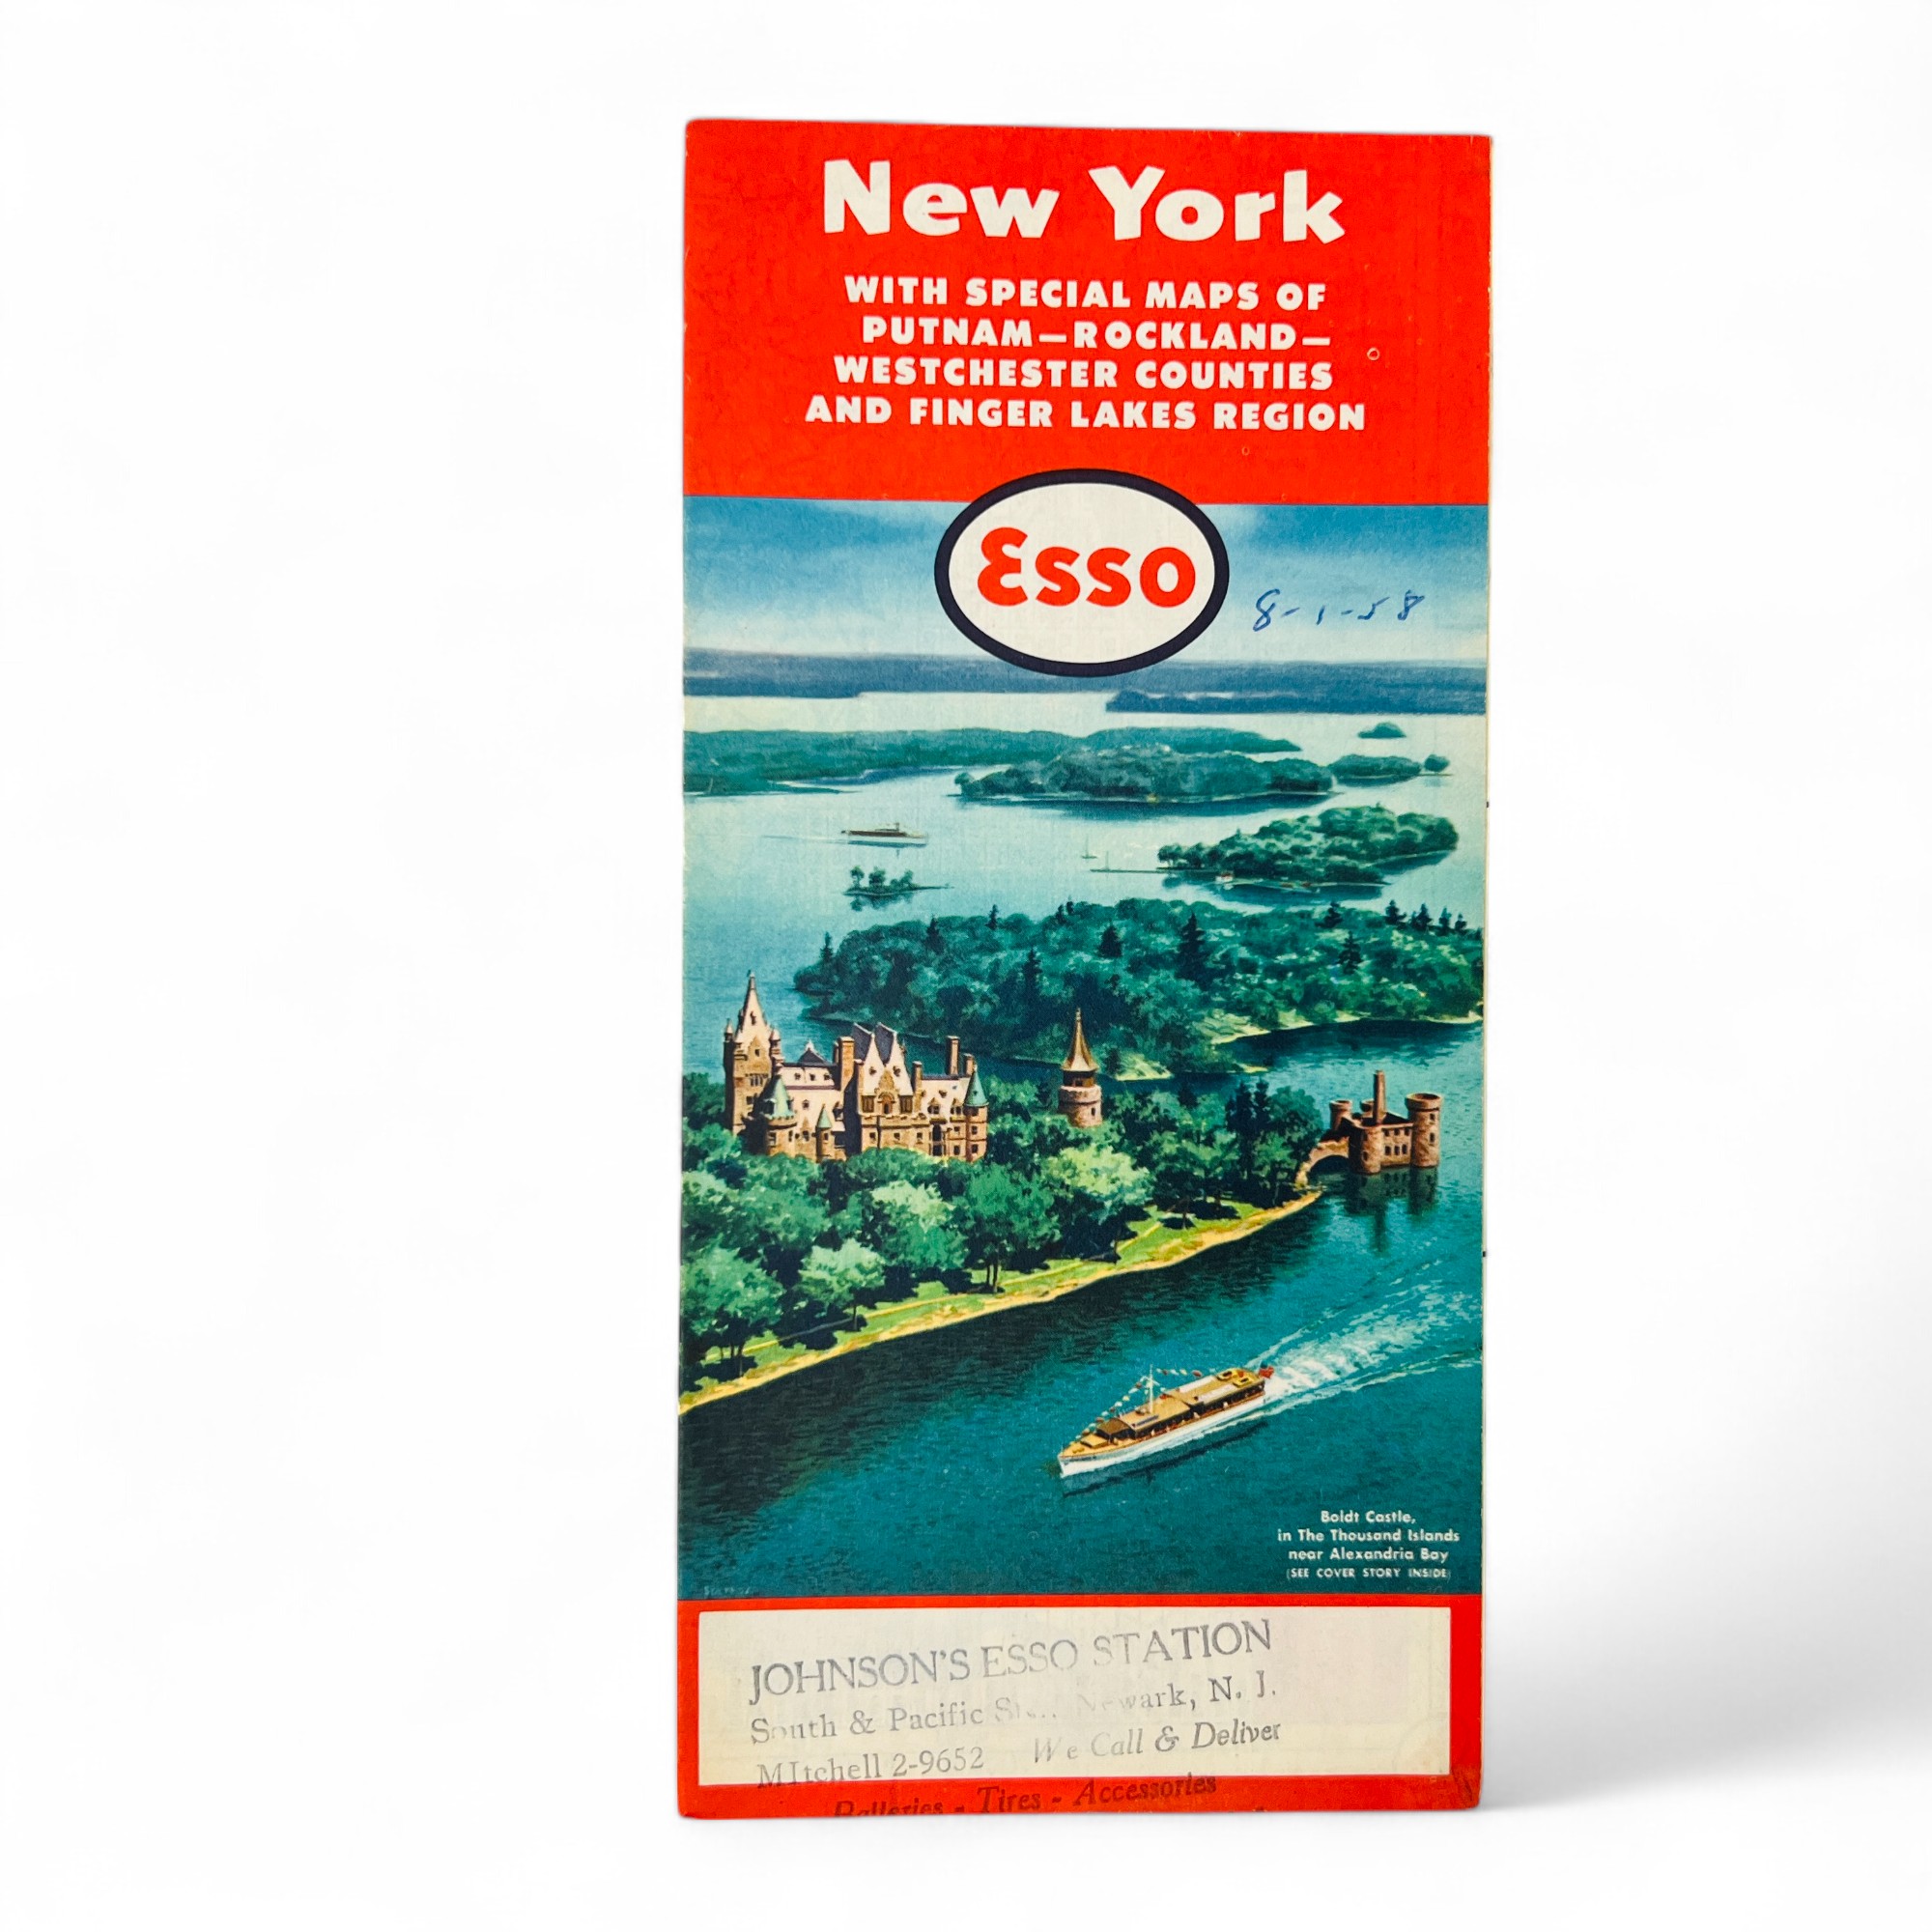 New York
WITH SPECIAL MAPS OF
PUTNAM—ROCKLAND—
WESTCHESTER COUNTIES
AND FINGER LAKES REGION
Esso
8-1-58
Boldt Castle,
in The Thousand Islands
near Alexandria Bay
(SEE COVER STORY INSIDE)
JOHNSON'S ESSO STATION
South & Pacific Newark, N. J.
MItchell 2-9652 We Call & Deliver
Batteries - Tires - Accessories